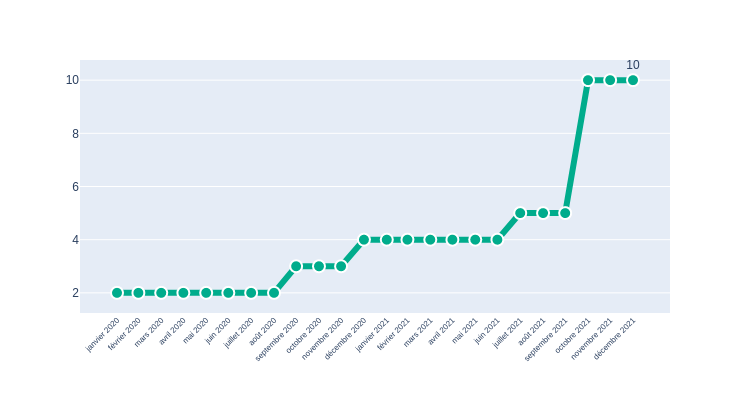 10
10
8
6
4
2
janvier 2020
février 2020
mars 2020
avril 2020
mai 2020
juin 2020
juillet 2020
août 2020
septembre 2020
octobre 2020
novembre 2020
décembre 2020
janvier 2021
février 2021
mars 2021
avril 2021
mai 2021
juin 2021
juillet 2021
août 2021
septembre 2021
octobre 2021
novembre 2021
décembre 2021